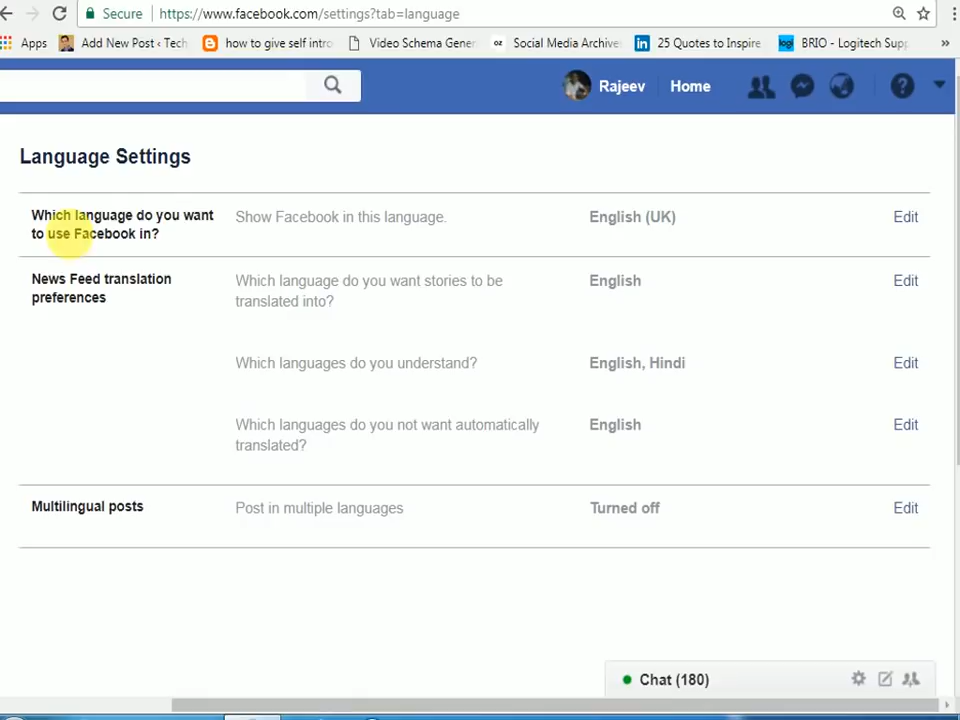 Secure https://www.facebook.com/settings?tab=language
Apps Add New Post ‹ Tech how to give self intro Video Schema Gener Social Media Archive 25 Quotes to Inspire BRIO - Logitech Supp »
Rajeev Home
Language Settings
Which language do you want to use Facebook in?
Show Facebook in this language.
English (UK)
Edit
News Feed translation preferences
Which language do you want stories to be translated into?
English
Edit
Which languages do you understand?
English, Hindi
Edit
Which languages do you not want automatically translated?
English
Edit
Multilingual posts
Post in multiple languages
Turned off
Edit
Chat (180)